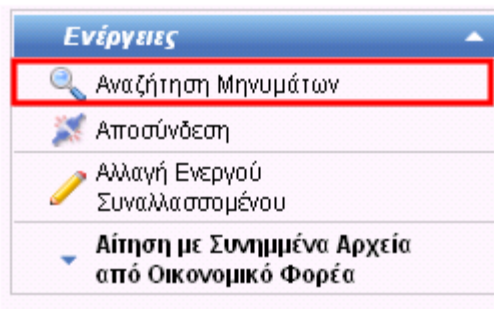 Ενέργειες
Αναζήτηση Μηνυμάτων
Αποσύνδεση
Αλλαγή Ενεργού
Συναλλασσομένου
Αίτηση με Συνημμένα Αρχεία
από Οικονομικό Φορέα